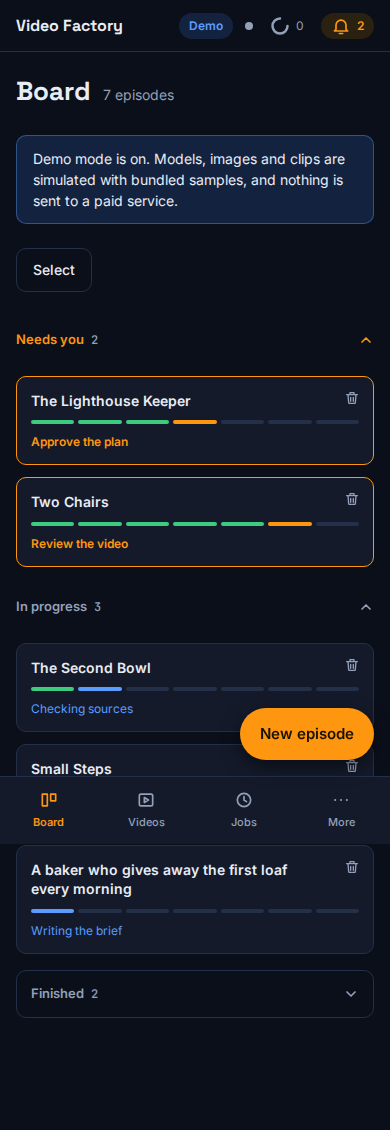 Video Factory
Demo
0
2
Board
7 episodes
Demo mode is on. Models, images and clips are
simulated with bundled samples, and nothing is
sent to a paid service.
Select
Needs you 2
The Lighthouse Keeper
Approve the plan
Two Chairs
Review the video
In progress 3
The Second Bowl
Checking sources
New episode
Small Steps
Board
Videos
Jobs
More
A baker who gives away the first loaf
every morning
Writing the brief
Finished 2